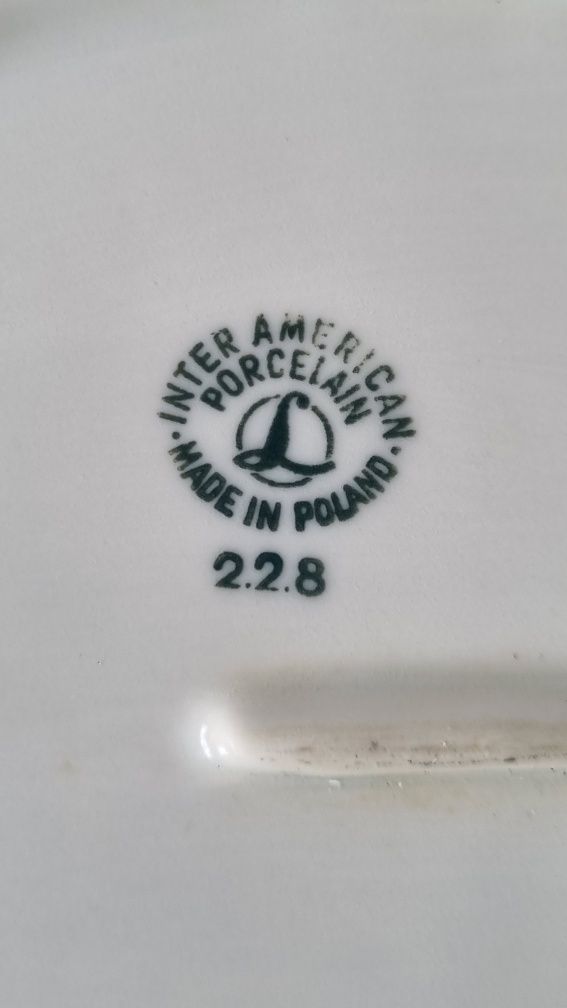 INTER AMERICAN
PORCELAIN
L
MADE IN POLAND
2.2.8